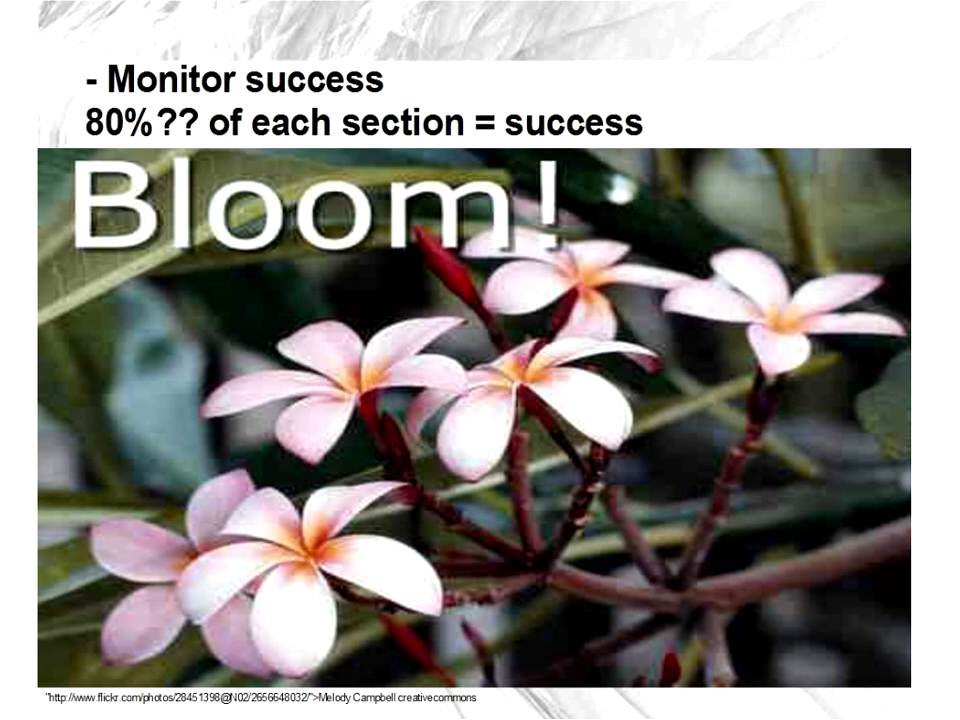 - Monitor success
80%?? of each section = success
Bloom!
"http://www.flickr.com/photos/28451398@N02/2656648032/">Melody Campbell creativecommons